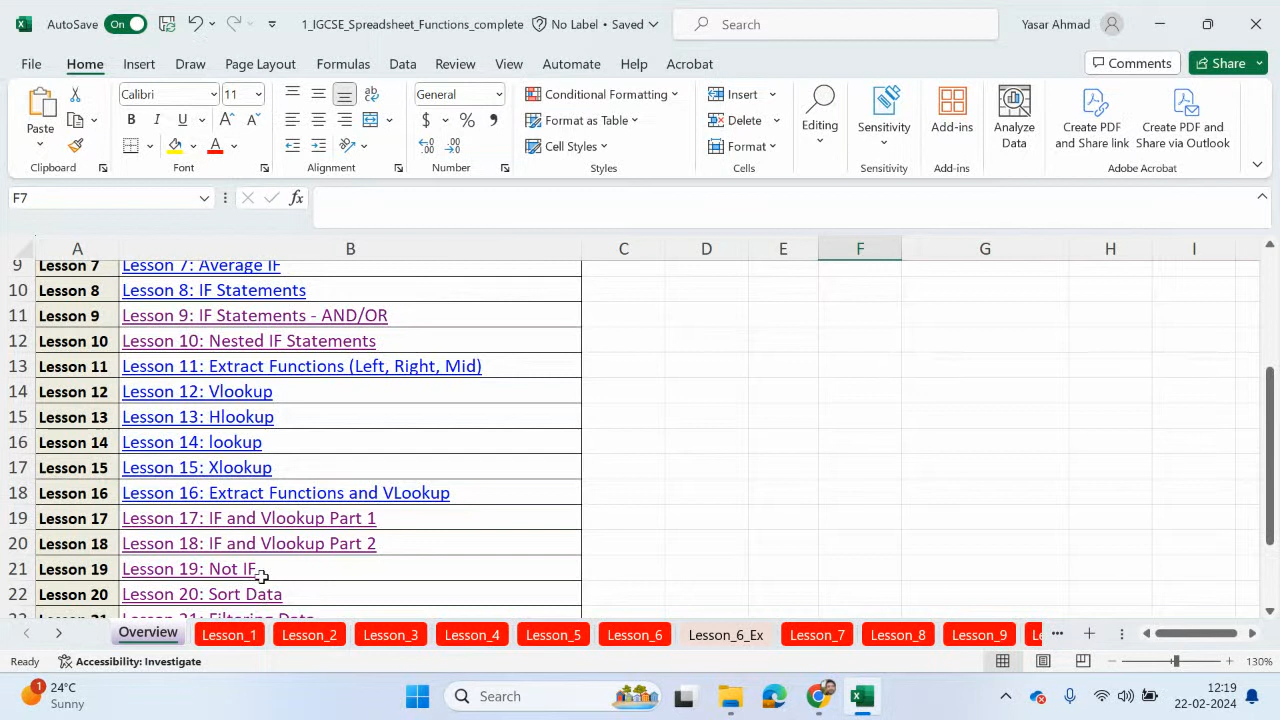 AutoSave On 1_IGCSE_Spreadsheet_Functions_complete No Label • Saved Search Yasar Ahmad
File Home Insert Draw Page Layout Formulas Data Review View Automate Help Acrobat Comments Share
Calibri 11 General Conditional Formatting Insert
Paste B I U $ % Format as Table Delete Editing Sensitivity Add-ins Analyze Data Create PDF and Share link Create PDF and Share via Outlook
Cell Styles Format
Clipboard Font Alignment Number Styles Cells Sensitivity Add-ins Adobe Acrobat
F7 fx
A B C D E F G H I
9 Lesson 7 Lesson 7: Average IF
10 Lesson 8 Lesson 8: IF Statements
11 Lesson 9 Lesson 9: IF Statements - AND/OR
12 Lesson 10 Lesson 10: Nested IF Statements
13 Lesson 11 Lesson 11: Extract Functions (Left, Right, Mid)
14 Lesson 12 Lesson 12: Vlookup
15 Lesson 13 Lesson 13: Hlookup
16 Lesson 14 Lesson 14: lookup
17 Lesson 15 Lesson 15: Xlookup
18 Lesson 16 Lesson 16: Extract Functions and VLookup
19 Lesson 17 Lesson 17: IF and Vlookup Part 1
20 Lesson 18 Lesson 18: IF and Vlookup Part 2
21 Lesson 19 Lesson 19: Not IF
22 Lesson 20 Lesson 20: Sort Data
23 Lesson 21 Lesson 21: Filtering Data
Overview Lesson_1 Lesson_2 Lesson_3 Lesson_4 Lesson_5 Lesson_6 Lesson_6_Ex Lesson_7 Lesson_8 Lesson_9 Le
Ready Accessibility: Investigate 130%
1 24°C Search 12:19
Sunny 22-02-2024